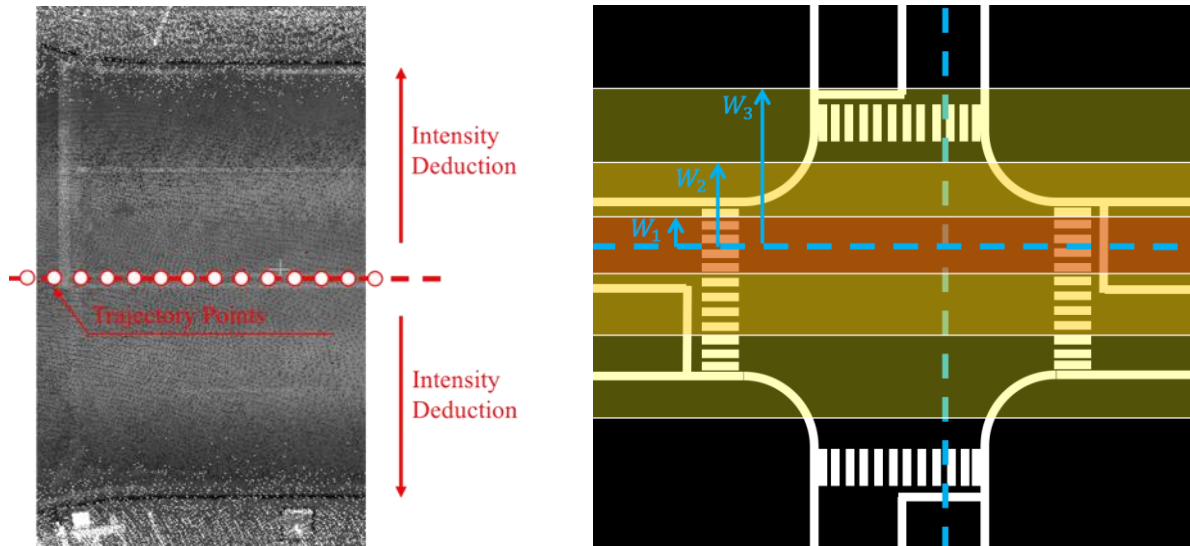 Intensity
Deduction
Trajectory Points
Intensity
Deduction
W₃
W₂
W₁